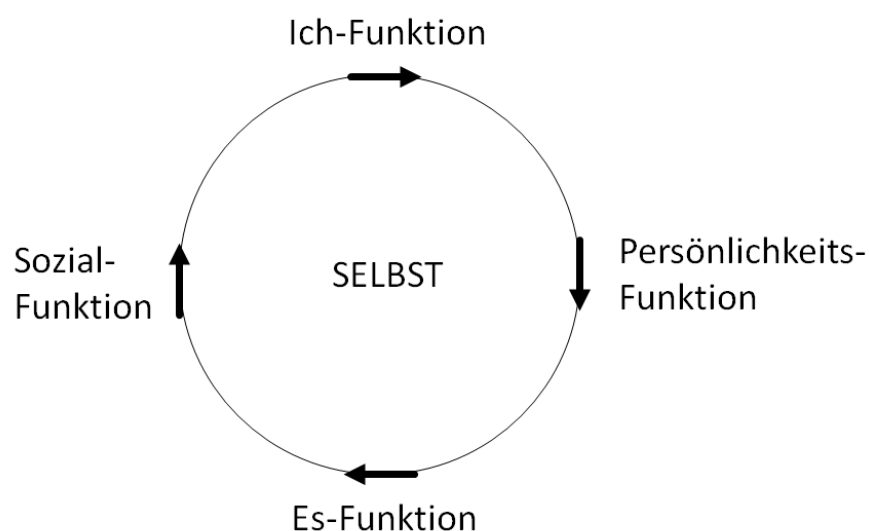 Ich-Funktion
Sozial-
Funktion
SELBST
Persönlichkeits-
Funktion
Es-Funktion